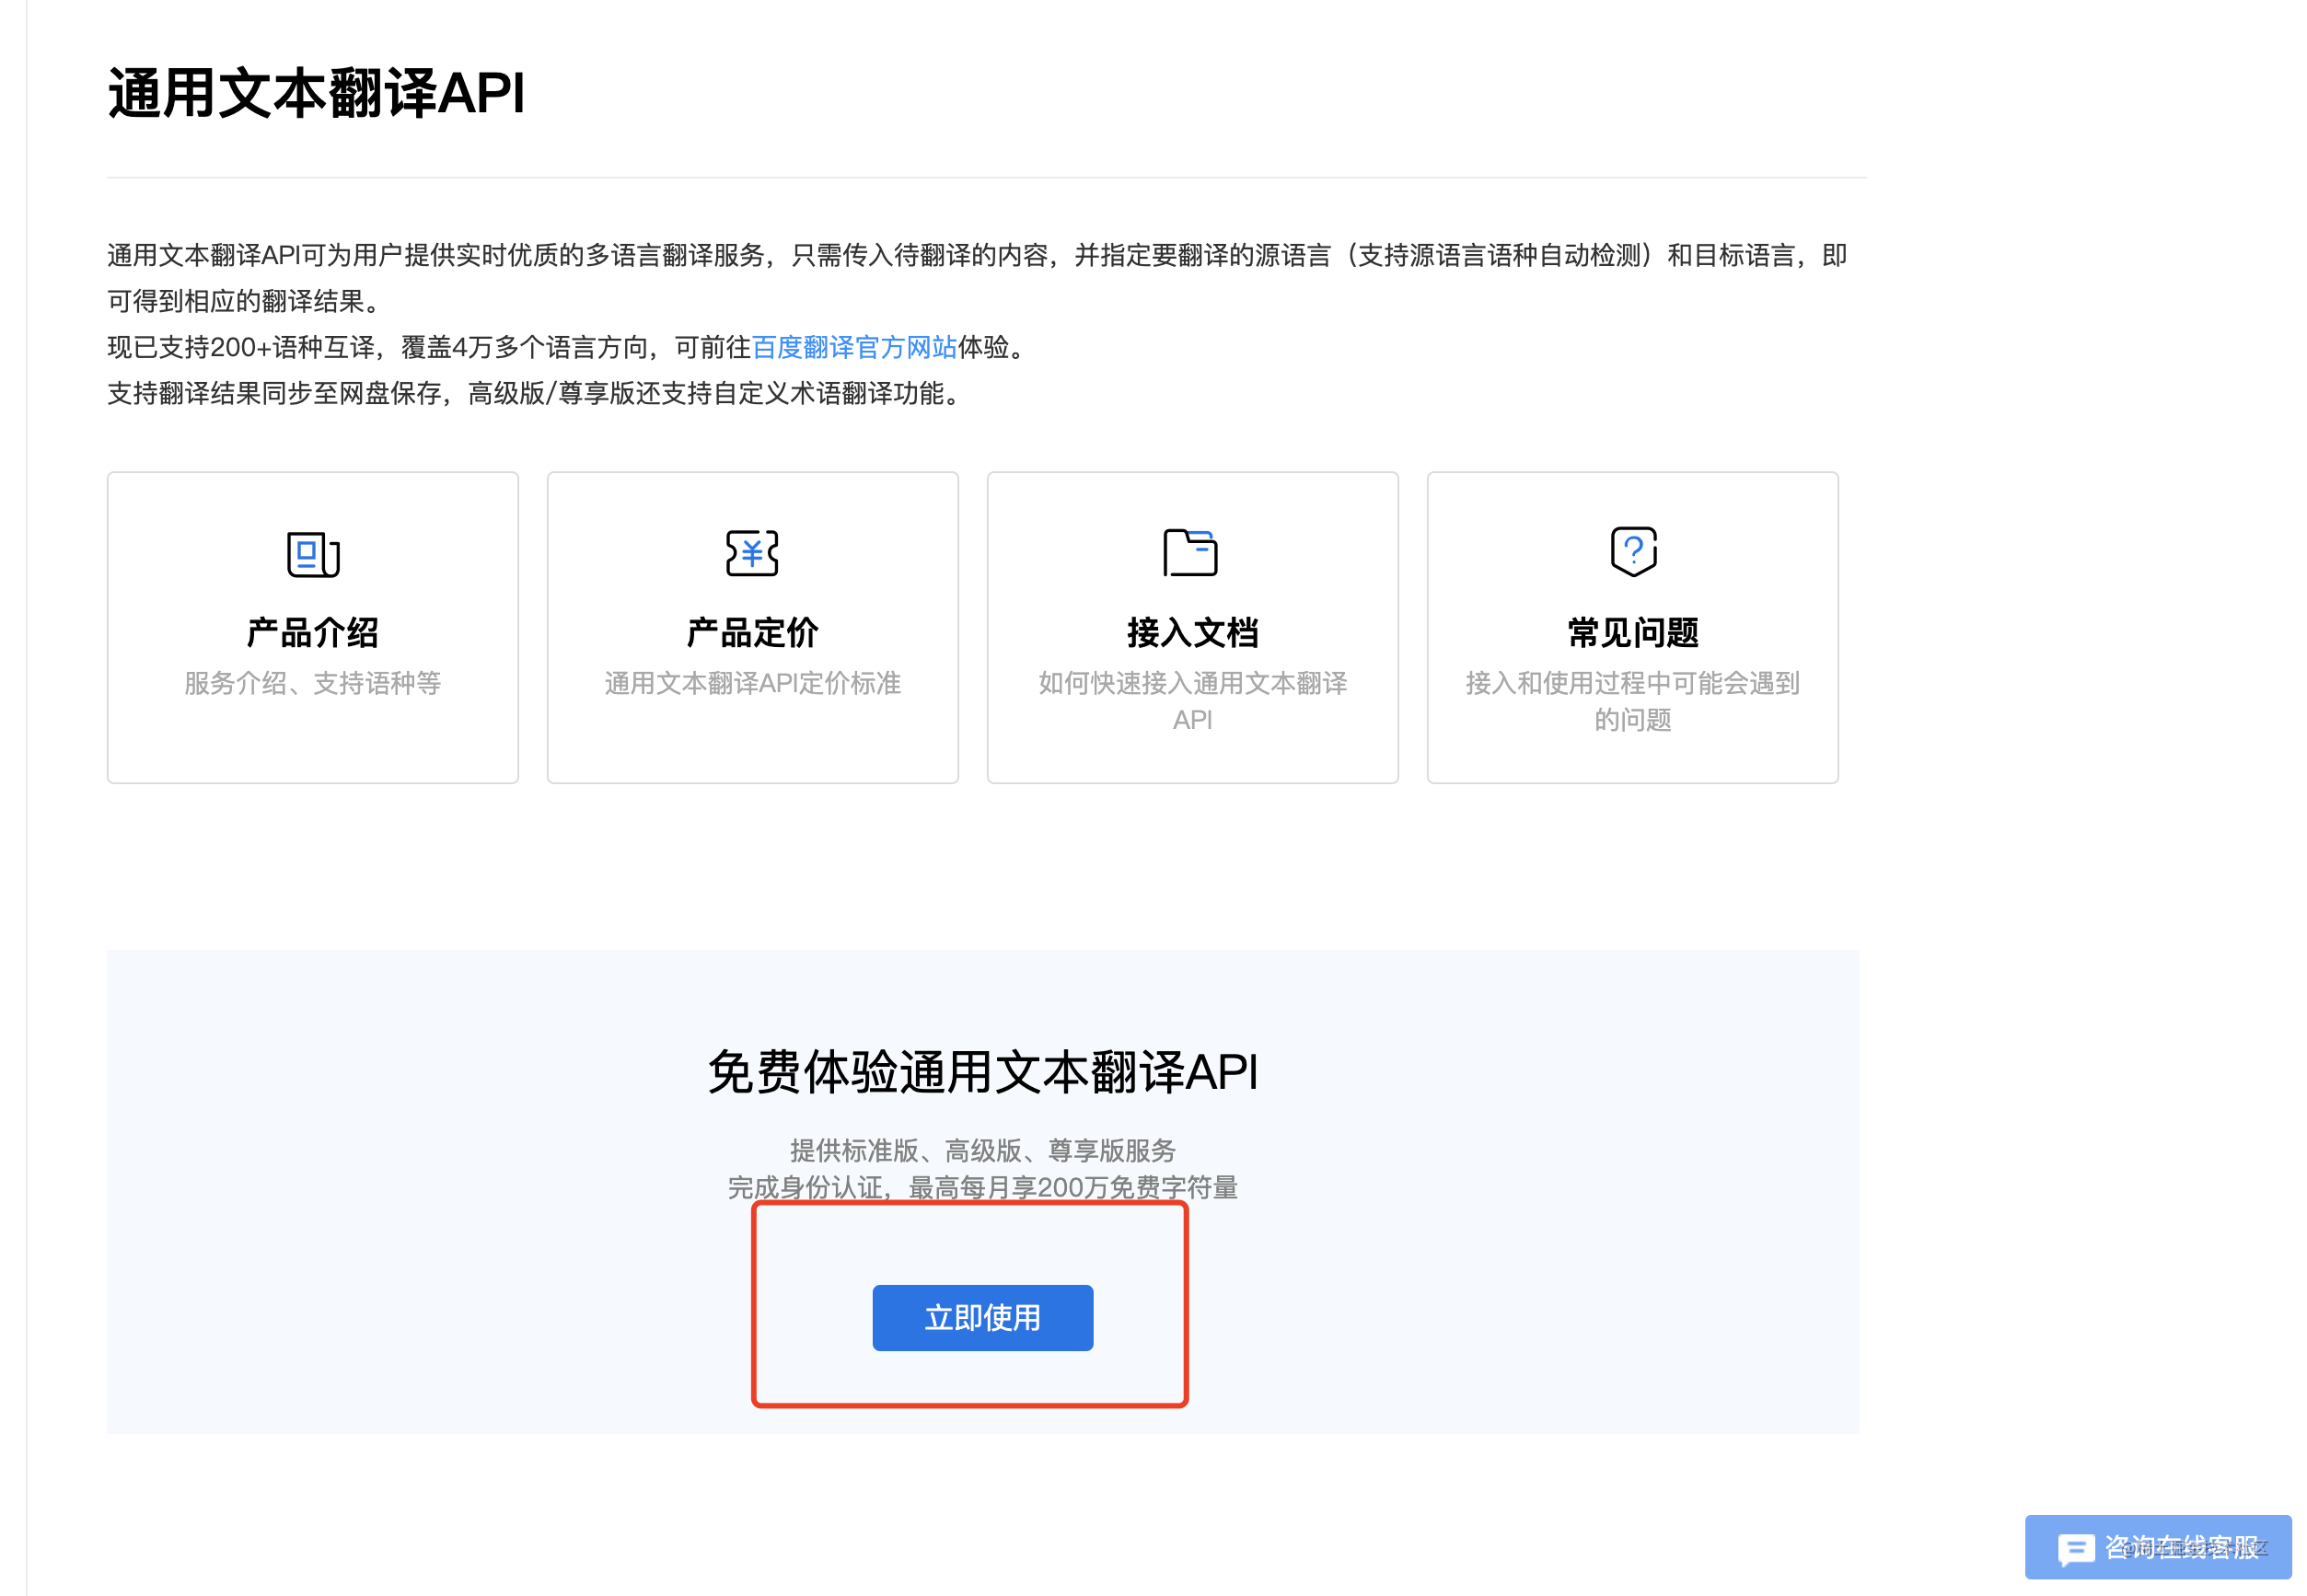 通用文本翻译API
通用文本翻译API可为用户提供实时优质的多语言翻译服务，只需传入待翻译的内容，并指定要翻译的源语言（支持源语言语种自动检测）和目标语言，即
可得到相应的翻译结果。
现已支持200+语种互译，覆盖4万多个语言方向，可前往百度翻译官方网站体验。
支持翻译结果同步至网盘保存，高级版/尊享版还支持自定义术语翻译功能。
产品介绍
服务介绍、支持语种等
产品定价
通用文本翻译API定价标准
接入文档
如何快速接入通用文本翻译
API
常见问题
接入和使用过程中可能会遇到
的问题
免费体验通用文本翻译API
提供标准版、高级版、尊享版服务
完成身份认证，最高每月享200万免费字符量
立即使用
咨询在线客服
@稀土掘金技术社区